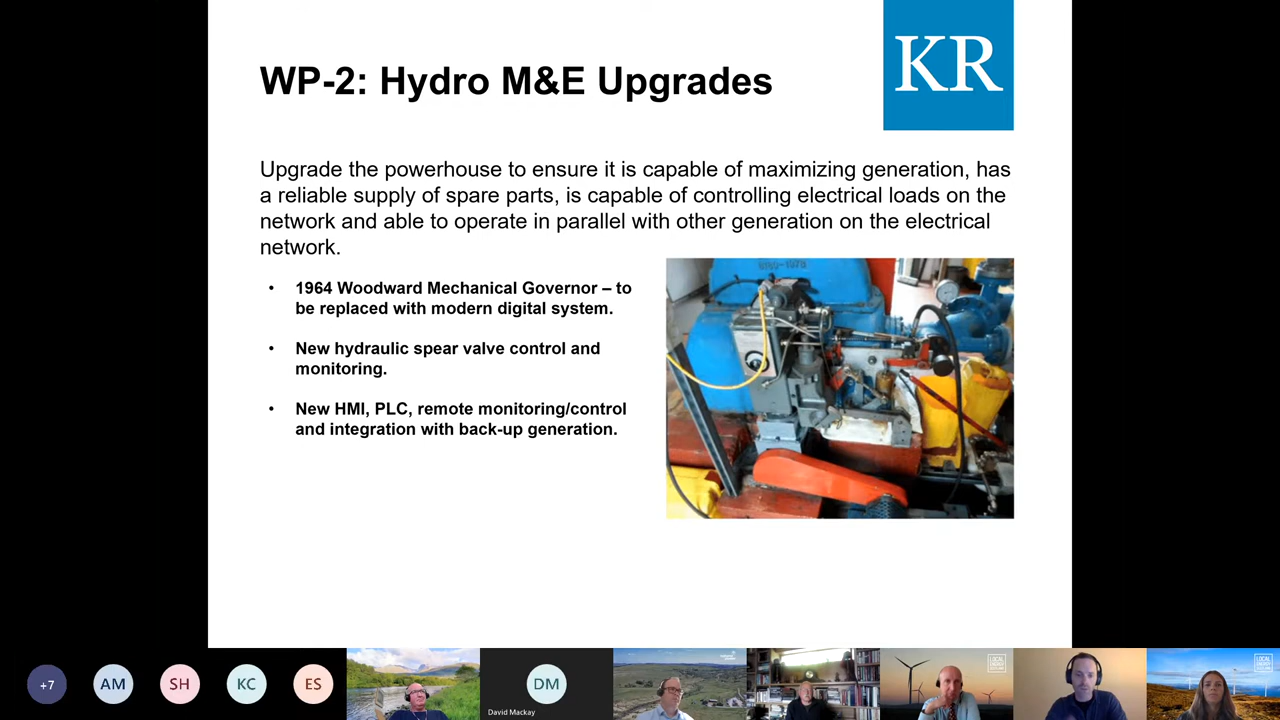 WP-2: Hydro M&E Upgrades
KR
Upgrade the powerhouse to ensure it is capable of maximizing generation, has
a reliable supply of spare parts, is capable of controlling electrical loads on the
network and able to operate in parallel with other generation on the electrical
network.
• 1964 Woodward Mechanical Governor – to
be replaced with modern digital system.
• New hydraulic spear valve control and
monitoring.
• New HMI, PLC, remote monitoring/control
and integration with back-up generation.
+7
AM
SH
KC
ES
DM
David Mackay
LOCAL
ENERGY
LOCAL
ENERGY